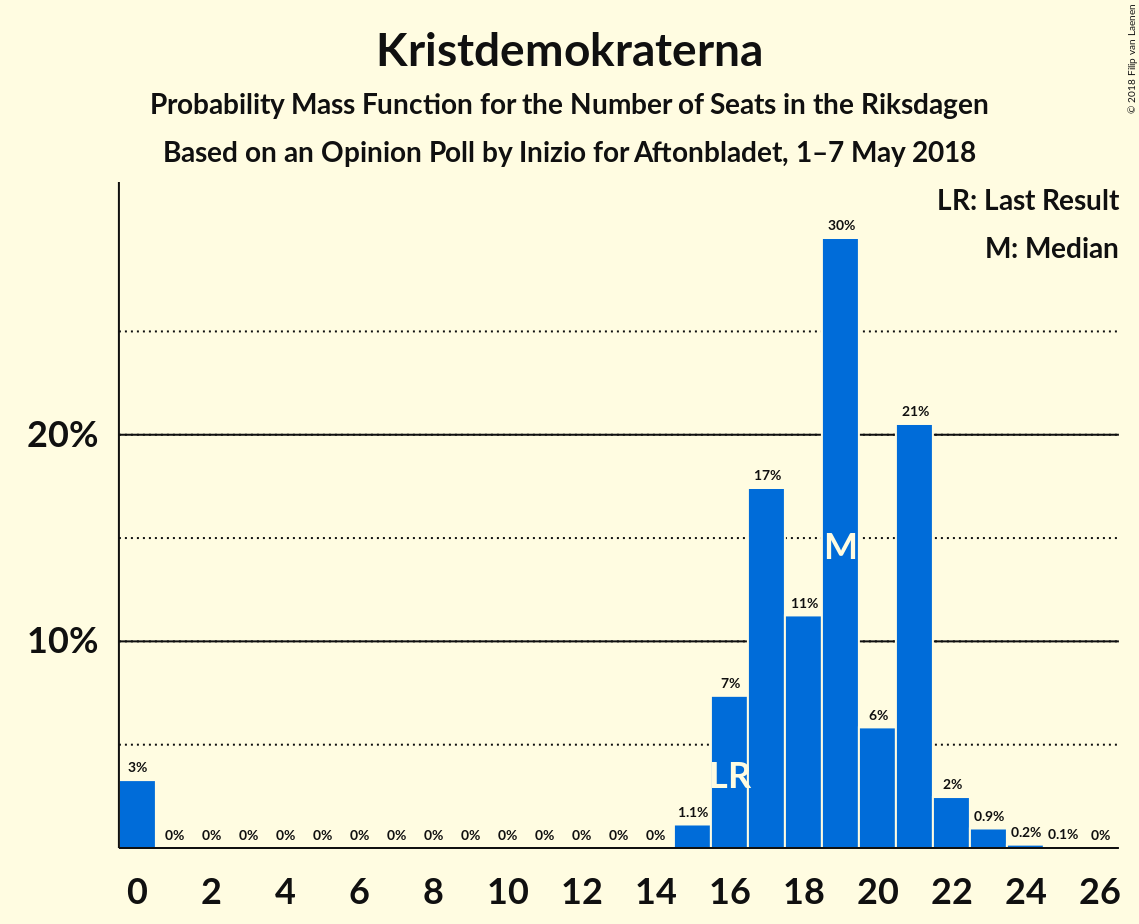 Kristdemokraterna
Probability Mass Function for the Number of Seats in the Riksdagen
Based on an Opinion Poll by Inizio for Aftonbladet, 1–7 May 2018
© 2018 Filip van Laenen
LR: Last Result
M: Median
20%
10%
3% 0% 0% 0% 0% 0% 0% 0% 0% 0% 0% 0% 0% 0% 0% 1.1% 7% 17% 11% 30% 6% 21% 2% 0.9% 0.2% 0.1% 0%
M
LR
0 2 4 6 8 10 12 14 16 18 20 22 24 26